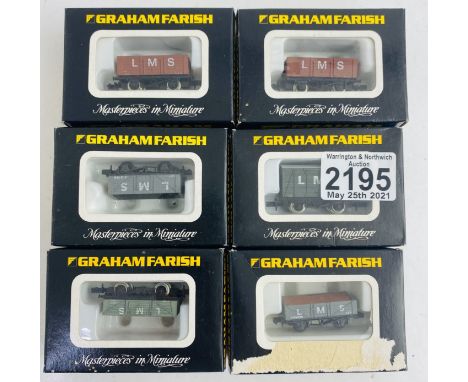 GRAHAM FARISH
LMS
Masterpieces in Miniature
GRAHAM FARISH
LMS
Masterpieces in Miniature
GRAHAM FARISH
LMS
Masterpieces in Miniature
GRAHAM FARISH
LM
Warrington & Northwich
Auction
2195
May 25th 2021
Masterpieces in Miniature
GRAHAM FARISH
LMS
Masterpieces in Miniature
GRAHAM FARISH
LMS